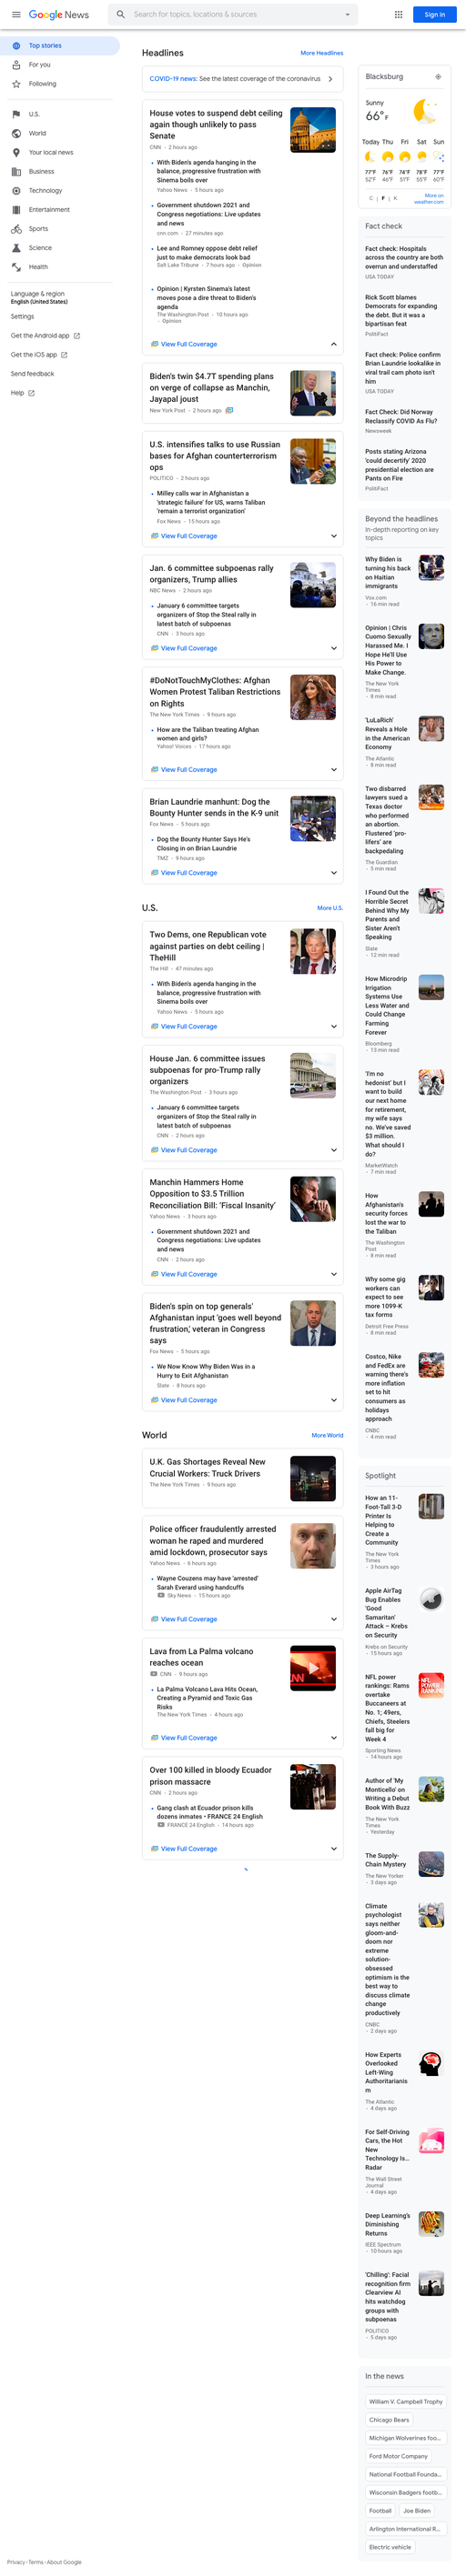 Google News
Search for topics, locations & sources
Sign in
Top stories
For you
Following
U.S.
World
Your local news
Business
Technology
Entertainment
Sports
Science
Health
Language & region
English (United States)
Settings
Get the Android app
Get the iOS app
Send feedback
Help
Headlines
More Headlines
COVID-19 news: See the latest coverage of the coronavirus
House votes to suspend debt ceiling
again though unlikely to pass
Senate
CNN · 2 hours ago
With Biden's agenda hanging in the
balance, progressive frustration with
Sinema boils over
Yahoo News · 5 hours ago
Government shutdown 2021 and
Congress negotiations: Live updates
and news
cnn.com · 27 minutes ago
Lee and Romney oppose debt relief
just to make democrats look bad
Salt Lake Tribune · 7 hours ago · Opinion
Opinion | Kyrsten Sinema's latest
moves pose a dire threat to Biden's
agenda
The Washington Post · 10 hours ago
· Opinion
View Full Coverage
Biden's twin $4.7T spending plans
on verge of collapse as Manchin,
Jayapal joust
New York Post · 2 hours ago
U.S. intensifies talks to use Russian
bases for Afghan counterterrorism
ops
POLITICO · 2 hours ago
Milley calls war in Afghanistan a
'strategic failure' for US, warns Taliban
'remain a terrorist organization'
Fox News · 15 hours ago
View Full Coverage
Jan. 6 committee subpoenas rally
organizers, Trump allies
NBC News · 2 hours ago
January 6 committee targets
organizers of Stop the Steal rally in
latest batch of subpoenas
CNN · 3 hours ago
View Full Coverage
#DoNotTouchMyClothes: Afghan
Women Protest Taliban Restrictions
on Rights
The New York Times · 9 hours ago
How are the Taliban treating Afghan
women and girls?
Yahoo! Voices · 17 hours ago
View Full Coverage
Brian Laundrie manhunt: Dog the
Bounty Hunter sends in the K-9 unit
Fox News · 5 hours ago
Dog the Bounty Hunter Says He's
Closing in on Brian Laundrie
TMZ · 9 hours ago
View Full Coverage
U.S.
More U.S.
Two Dems, one Republican vote
against parties on debt ceiling |
TheHill
The Hill · 47 minutes ago
With Biden's agenda hanging in the
balance, progressive frustration with
Sinema boils over
Yahoo News · 5 hours ago
View Full Coverage
House Jan. 6 committee issues
subpoenas for pro-Trump rally
organizers
The Washington Post · 3 hours ago
January 6 committee targets
organizers of Stop the Steal rally in
latest batch of subpoenas
CNN · 2 hours ago
View Full Coverage
Manchin Hammers Home
Opposition to $3.5 Trillion
Reconciliation Bill: 'Fiscal Insanity'
Yahoo News · 3 hours ago
Government shutdown 2021 and
Congress negotiations: Live updates
and news
CNN · 2 hours ago
View Full Coverage
Biden's spin on top generals'
Afghanistan input 'goes well beyond
frustration,' veteran in Congress
says
Fox News · 5 hours ago
We Now Know Why Biden Was in a
Hurry to Exit Afghanistan
Slate · 8 hours ago
View Full Coverage
World
More World
U.K. Gas Shortages Reveal New
Crucial Workers: Truck Drivers
The New York Times · 9 hours ago
Police officer fraudulently arrested
woman he raped and murdered
amid lockdown, prosecutor says
Yahoo News · 6 hours ago
Wayne Couzens may have 'arrested'
Sarah Everard using handcuffs
Sky News · 15 hours ago
View Full Coverage
Lava from La Palma volcano
reaches ocean
CNN · 9 hours ago
La Palma Volcano Lava Hits Ocean,
Creating a Pyramid and Toxic Gas
Risks
The New York Times · 4 hours ago
View Full Coverage
Over 100 killed in bloody Ecuador
prison massacre
CNN · 2 hours ago
Gang clash at Ecuador prison kills
dozens inmates • FRANCE 24 English
FRANCE 24 English · 14 hours ago
View Full Coverage
Blacksburg
Sunny
66°F
Today Thu Fri Sat Sun
77°F 76°F 76°F 78°F 77°F
52°F 46°F 51°F 55°F 60°F
C | F | K
More on
weather.com
Fact check
Fact check: Hospitals
across the country are both
overrun and understaffed
USA TODAY
Rick Scott blames
Democrats for expanding
the debt. But it was a
bipartisan feat
PolitiFact
Fact check: Police confirm
Brian Laundrie lookalike in
viral trail cam photo isn't
him
USA TODAY
Fact Check: Did Norway
Reclassify COVID As Flu?
Newsweek
Posts stating Arizona
'could decertify' 2020
presidential election are
Pants on Fire
PolitiFact
Beyond the headlines
In-depth reporting on key
topics
Why Biden is
turning his back
on Haitian
immigrants
Vox.com
· 16 min read
Opinion | Chris
Cuomo Sexually
Harassed Me. I
Hope He'll Use
His Power to
Make Change.
The New York
Times
· 8 min read
'LuLaRich'
Reveals a Hole
in the American
Economy
The Atlantic
· 8 min read
Two disbarred
lawyers sued a
Texas doctor
who performed
an abortion.
Flustered 'pro-
lifers' are
backpedaling
The Guardian
· 5 min read
I Found Out the
Horrible Secret
Behind Why My
Parents and
Sister Aren't
Speaking
Slate
· 12 min read
How Microdrip
Irrigation
Systems Use
Less Water and
Could Change
Farming
Forever
Bloomberg
· 13 min read
'I'm no
hedonist' but I
want to build
our next home
for retirement,
my wife says
no. We've saved
$3 million.
What should I
do?
MarketWatch
· 7 min read
How
Afghanistan's
security forces
lost the war to
the Taliban
The Washington
Post
· 8 min read
Why some gig
workers can
expect to see
more 1099-K
tax forms
Detroit Free Press
· 8 min read
Costco, Nike
and FedEx are
warning there's
more inflation
set to hit
consumers as
holidays
approach
CNBC
· 4 min read
Spotlight
How an 11-
Foot-Tall 3-D
Printer Is
Helping to
Create a
Community
The New York
Times
· 3 hours ago
Apple AirTag
Bug Enables
'Good
Samaritan'
Attack – Krebs
on Security
Krebs on Security
· 15 hours ago
NFL power
rankings: Rams
overtake
Buccaneers at
No. 1; 49ers,
Chiefs, Steelers
fall big for
Week 4
Sporting News
· 14 hours ago
Author of 'My
Monticello' on
Writing a Debut
Book With Buzz
The New York
Times
· Yesterday
The Supply-
Chain Mystery
The New Yorker
· 3 days ago
Climate
psychologist
says neither
gloom-and-
doom nor
extreme
solution-
obsessed
optimism is the
best way to
discuss climate
change
productively
CNBC
· 2 days ago
How Experts
Overlooked
Left-Wing
Authoritarianis
m
The Atlantic
· 4 days ago
For Self-Driving
Cars, the Hot
New
Technology Is...
Radar
The Wall Street
Journal
· 4 days ago
Deep Learning's
Diminishing
Returns
IEEE Spectrum
· 10 hours ago
'Chilling': Facial
recognition firm
Clearview AI
hits watchdog
groups with
subpoenas
POLITICO
· 5 days ago
In the news
William V. Campbell Trophy
Chicago Bears
Michigan Wolverines foo...
Ford Motor Company
National Football Founda...
Wisconsin Badgers footb...
Football
Joe Biden
Arlington International R...
Electric vehicle
Privacy · Terms · About Google